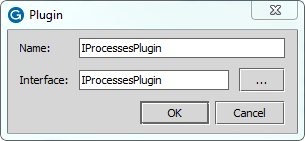 Plugin
Name: IProcessesPlugin
Interface: IProcessesPlugin ...
OK Cancel